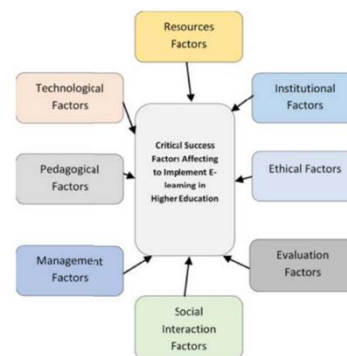 Resources
Factors
Technological
Factors
Institutional
Factors
Critical Success
Factors Affecting
to Implement E-
learning in
Higher Education
Pedagogical
Factors
Ethical Factors
Management
Factors
Evaluation
Factors
Social
Interaction
Factors